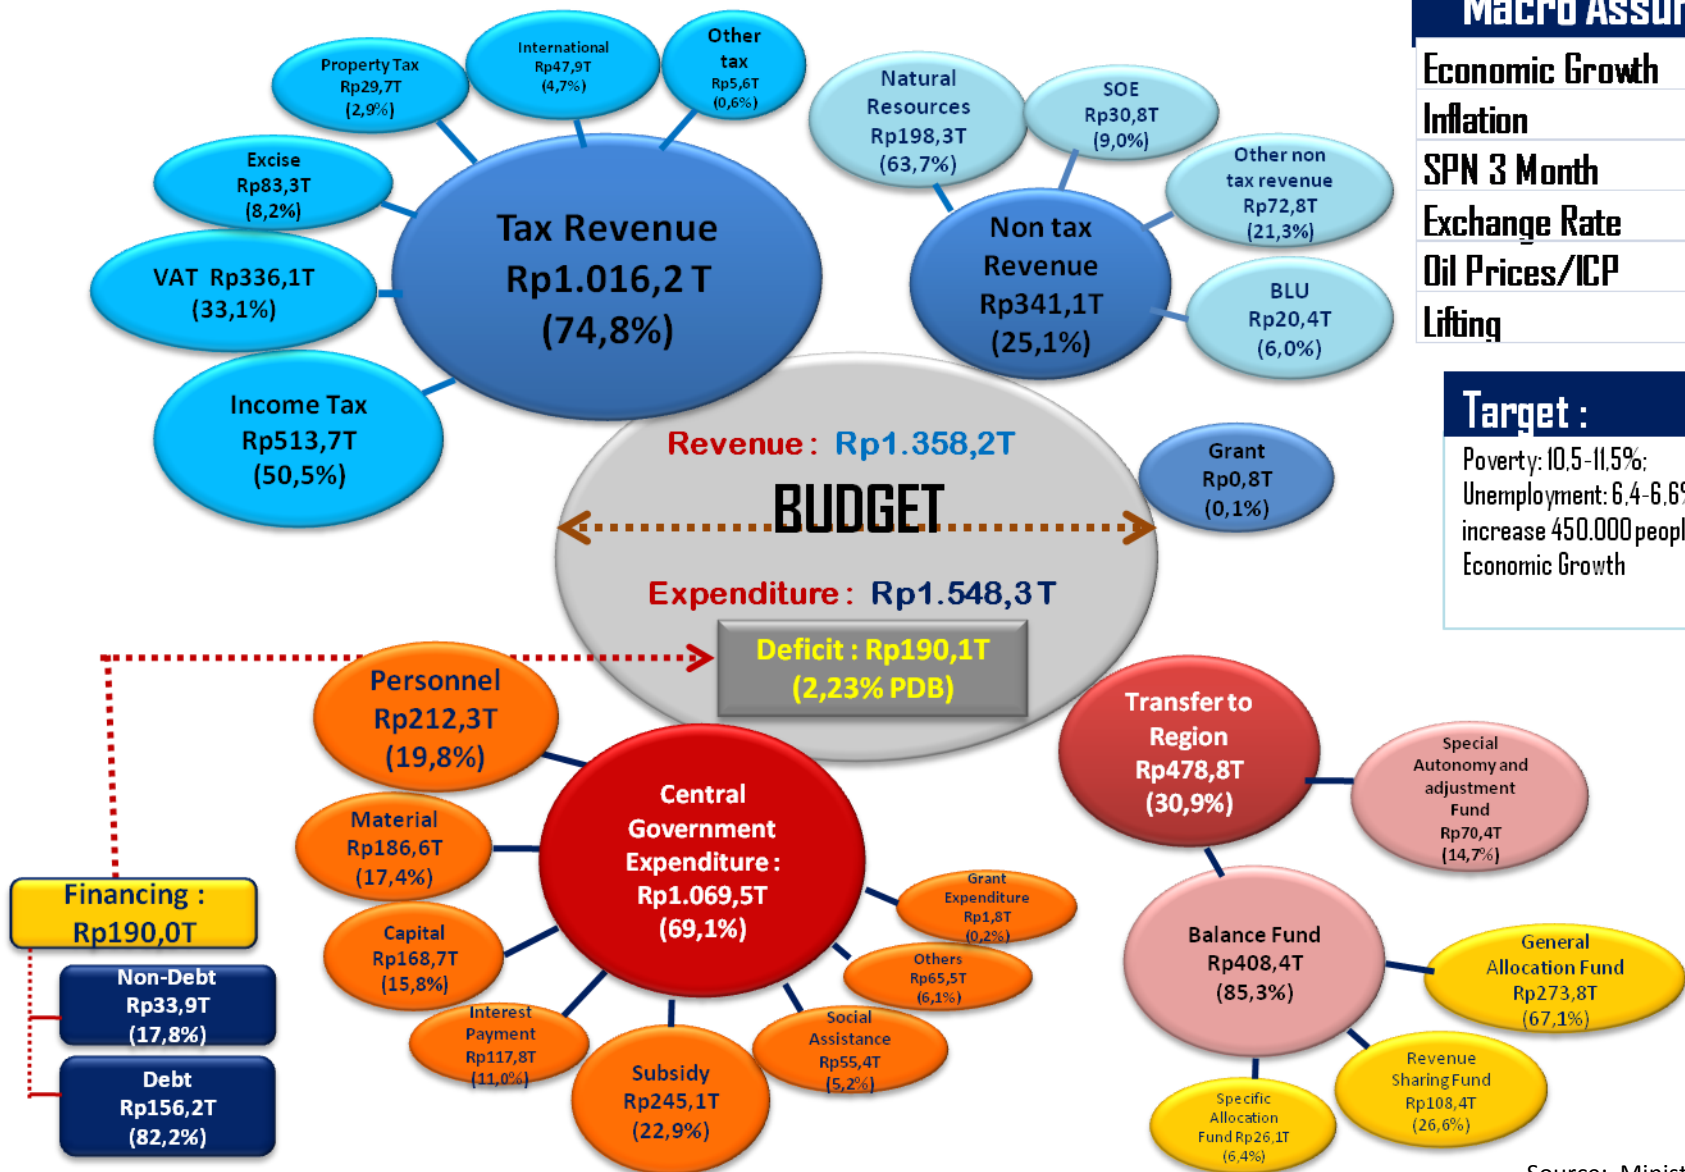 Other
tax
Rp5,6T
(0,6%)
International
Rp47,9T
(4,7%)
Property Tax
Rp29,7T
(2,9%)
Excise
Rp83,3T
(8,2%)
VAT Rp336,1T
(33,1%)
Income Tax
Rp513,7T
(50,5%)
Tax Revenue
Rp1.016,2 T
(74,8%)
Natural
Resources
Rp198,3T
(63,7%)
SOE
Rp30,8T
(9,0%)
Other non
tax revenue
Rp72,8T
(21,3%)
BLU
Rp20,4T
(6,0%)
Non tax
Revenue
Rp341,1T
(25,1%)
Macro
Economic Growth
Inflation
SPN 3 Month
Exchange Rate
Oil Prices/ICP
Lifting
Target :
Poverty: 10,5-11,5%;
Unemployment: 6,4-6,6%
increase 450.000
Economic Growth
Grant
Rp0,8T
(0,1%)
Revenue : Rp1.358,2T
BUDGET
Expenditure : Rp1.548,3 T
Deficit : Rp190,1T
(2,23% PDB)
Personnel
Rp212,3T
(19,8%)
Material
Rp186,6T
(17,4%)
Capital
Rp168,7T
(15,8%)
Interest
Payment
Rp117,8T
(11,0%)
Subsidy
Rp245,1T
(22,9%)
Social
Assistance
Rp55,4T
(5,2%)
Others
Rp65,5T
(6,1%)
Grant
Expenditure
Rp1,8T
(0,2%)
Central
Government
Expenditure :
Rp1.069,5T
(69,1%)
Transfer to
Region
Rp478,8T
(30,9%)
Special
Autonomy and
adjustment
Fund
Rp70,4T
(14,7%)
Balance Fund
Rp408,4T
(85,3%)
General
Allocation Fund
Rp273,8T
(67,1%)
Revenue
Sharing Fund
Rp108,4T
(26,6%)
Specific
Allocation
Fund Rp26,1T
(6,4%)
Financing :
Rp190,0T
Non-Debt
Rp33,9T
(17,8%)
Debt
Rp156,2T
(82,2%)
Source: